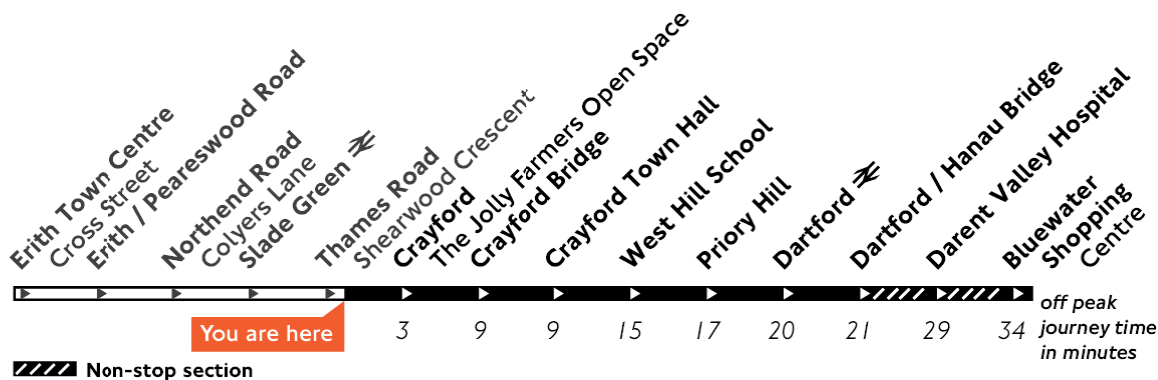 Erith Town Centre
Cross Street
Erith / Peareswood Road
Northend Road
Colyers Lane
Slade Green
Thames Road
Shearwood Crescent
Crayford
The Jolly Farmers Open Space
Crayford Bridge
Crayford Town Hall
West Hill School
Priory Hill
Dartford
Dartford / Hanau Bridge
Darent Valley Hospital
Bluewater
Shopping
Centre
You are here
3 9 9 15 17 20 21 29 34
off peak
journey time
in minutes
Non-stop section